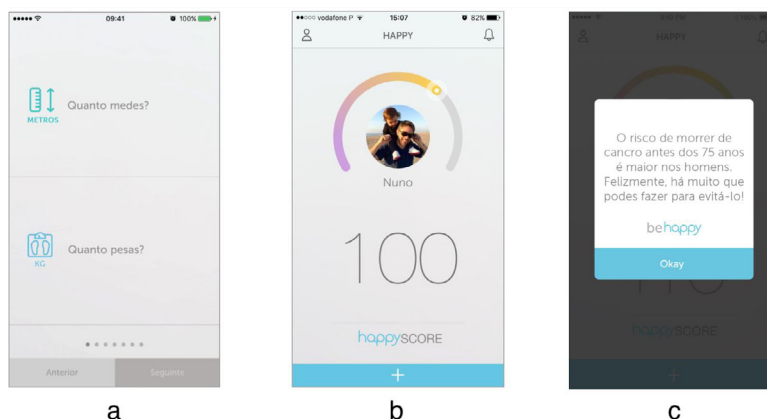 09:41
100%
Quanto medes?
METROS
Quanto pesas?
KG
Anterior
Seguinte
a
vodafone P
15:07
82%
HAPPY
Nuno
100
happySCORE
+
b
HAPPY
O risco de morrer de
cancro antes dos 75 anos
é maior nos homens.
Felizmente, há muito que
podes fazer para evitá-lo!
behappy
Okay
happySCORE
c